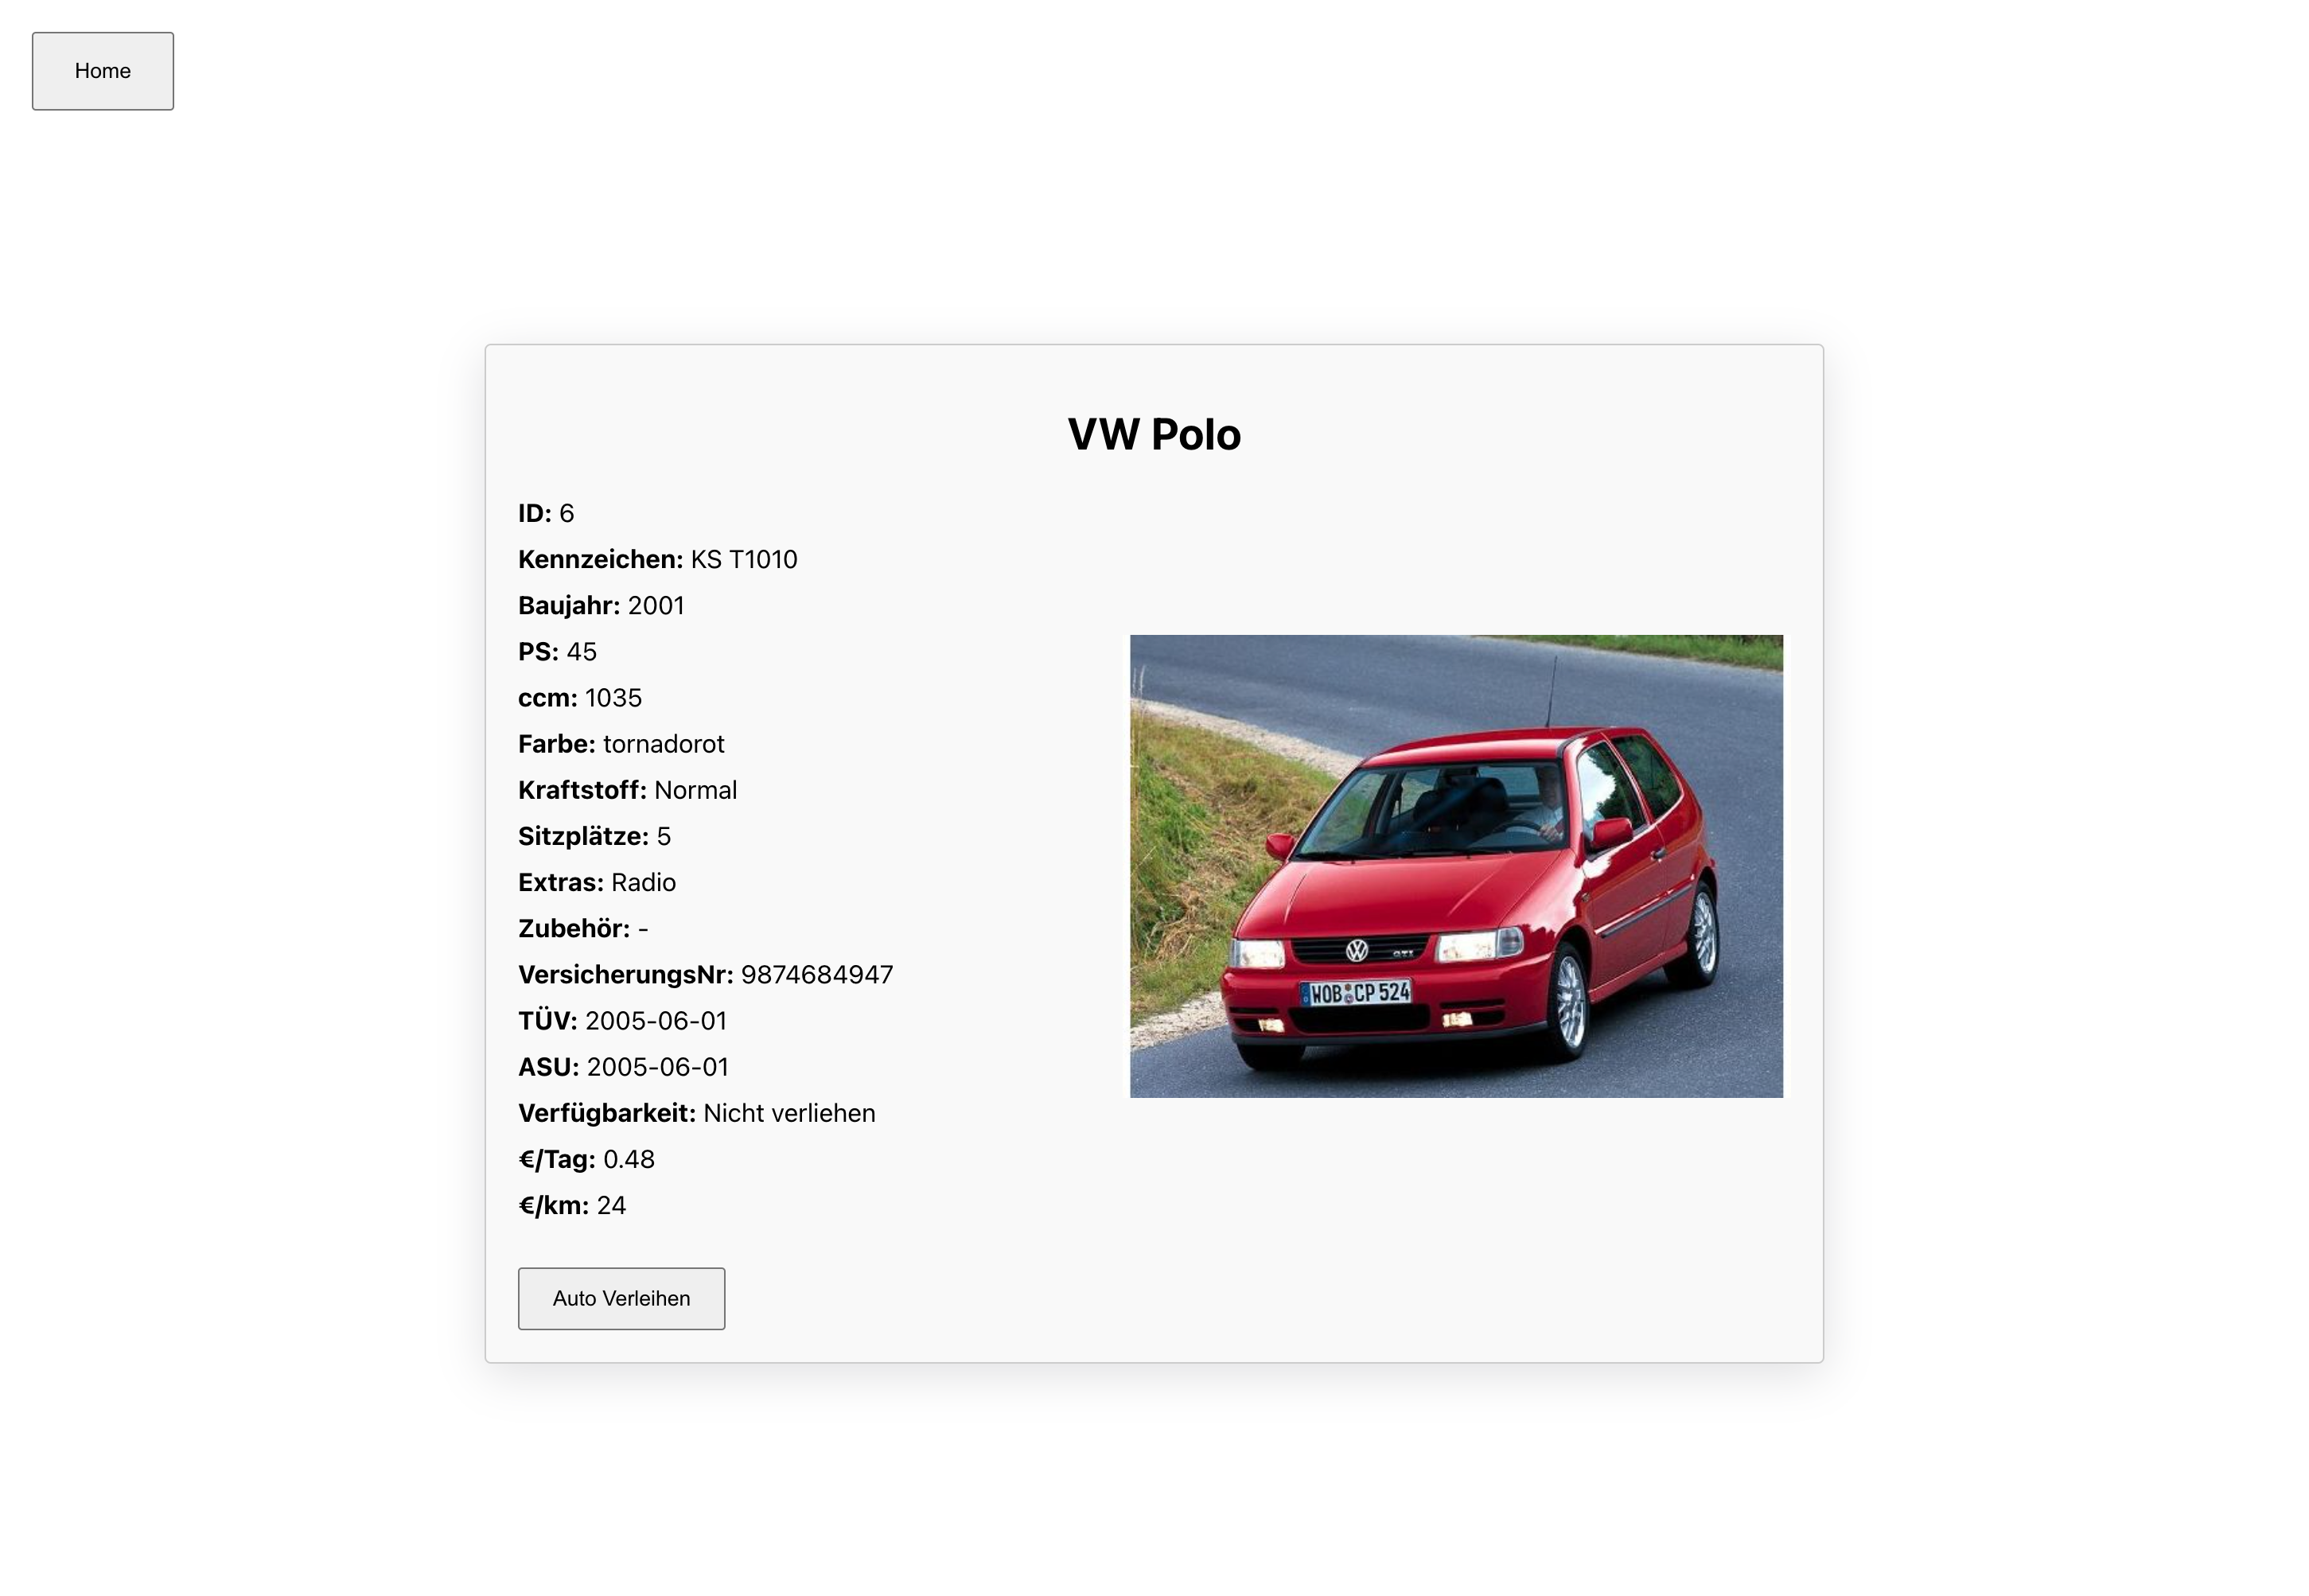 Home
VW Polo
ID: 6
Kennzeichen: KS T1010
Baujahr: 2001
PS: 45
ccm: 1035
Farbe: tornadorot
Kraftstoff: Normal
Sitzplätze: 5
Extras: Radio
Zubehör: -
VersicherungsNr: 9874684947
TÜV: 2005-06-01
ASU: 2005-06-01
Verfügbarkeit: Nicht verliehen
€/Tag: 0.48
€/km: 24
Auto Verleihen
GTI
WOB CP 524